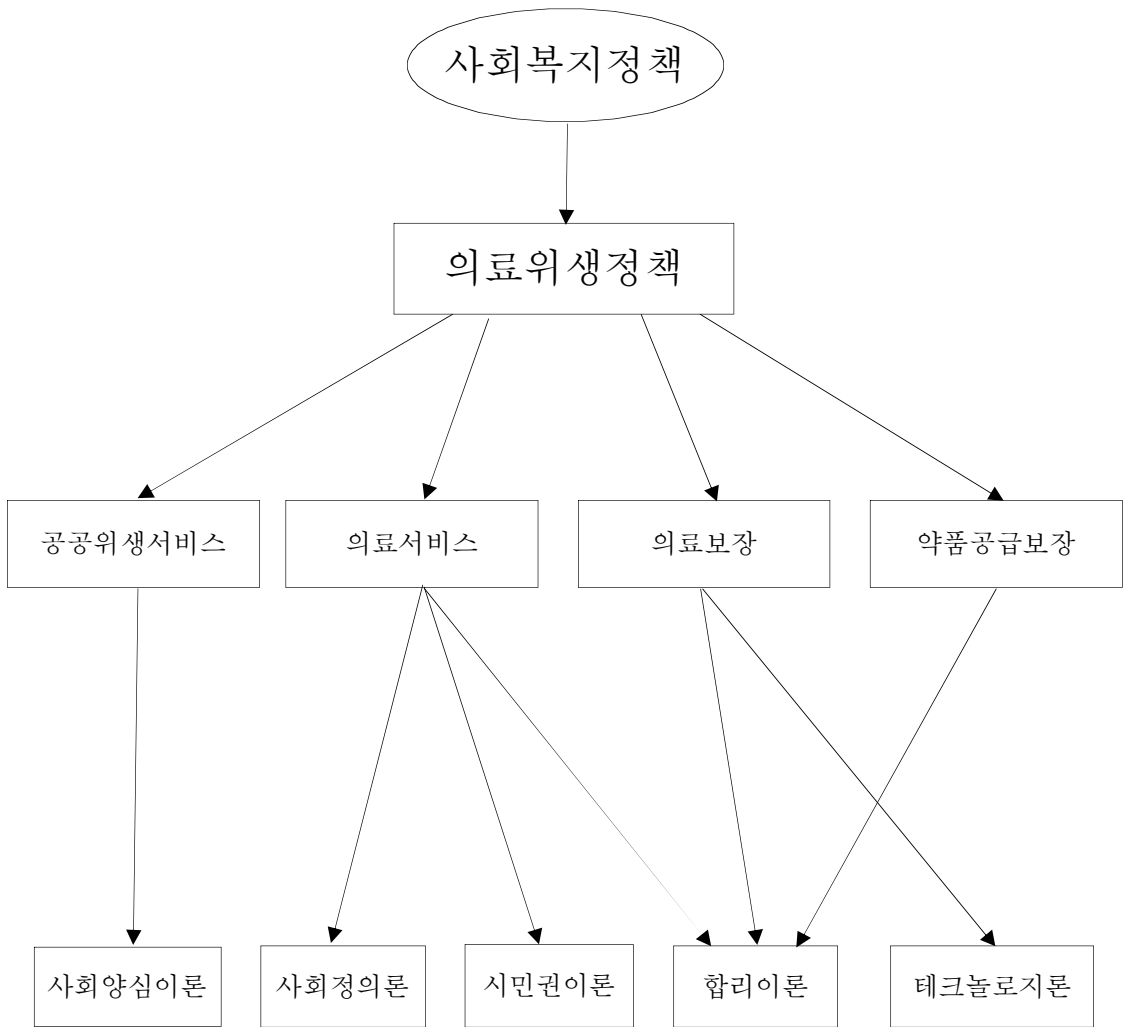 사회복지정책
의료위생정책
공공위생서비스
의료서비스
의료보장
약품공급보장
사회양심이론
사회정의론
시민권이론
합리이론
테크놀로지론